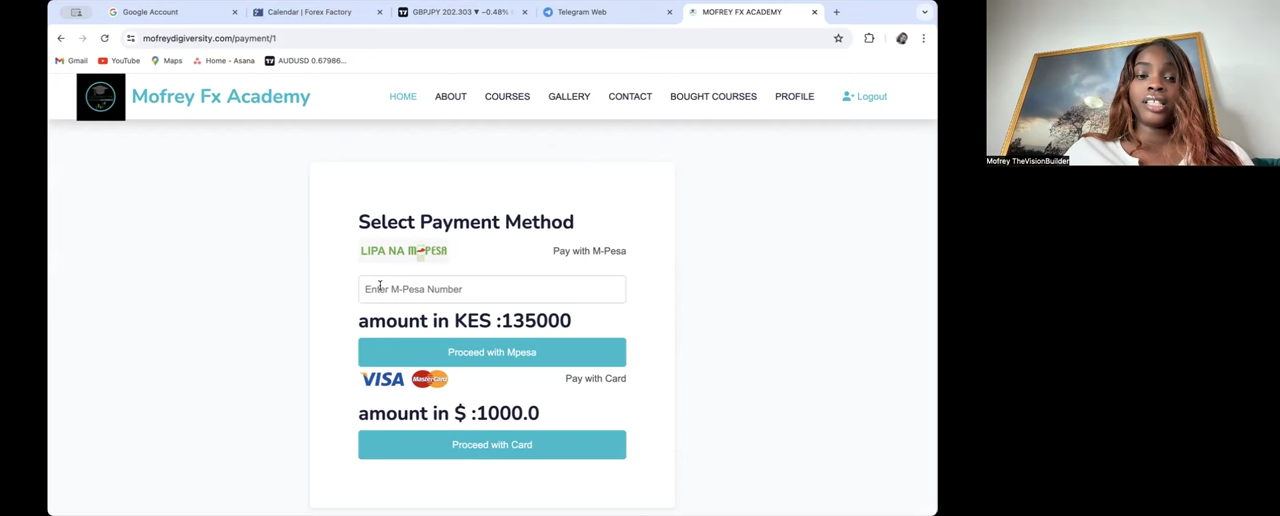 Google Account
Calendar | Forex Factory
GBPJPY 202.303 ▼ −0.48%
Telegram Web
MOFREY FX ACADEMY
mofreydigiversity.com/payment/1
Gmail
YouTube
Maps
Home - Asana
AUDUSD 0.67986...
Mofrey Fx Academy
HOME
ABOUT
COURSES
GALLERY
CONTACT
BOUGHT COURSES
PROFILE
Logout
Mofrey TheVisionBuilder
Select Payment Method
LIPA NA M-PESA
Pay with M-Pesa
Enter M-Pesa Number
amount in KES :135000
Proceed with Mpesa
VISA MasterCard
Pay with Card
amount in $ :1000.0
Proceed with Card